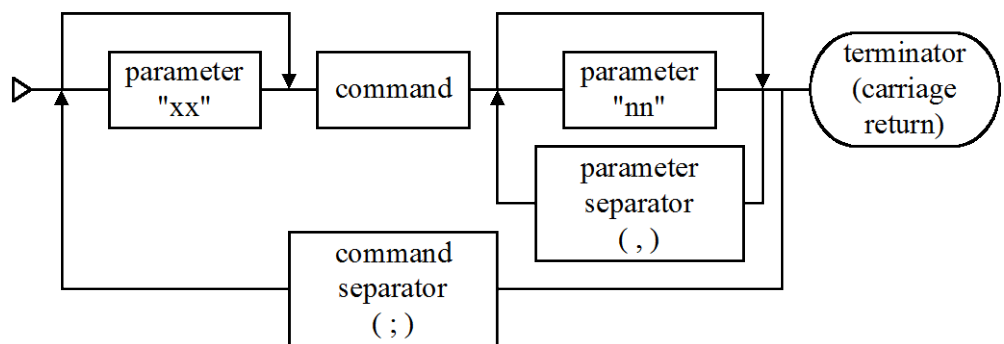 parameter
"xx"
command
parameter
"nn"
terminator
(carriage
return)
parameter
separator
( , )
command
separator
( ; )